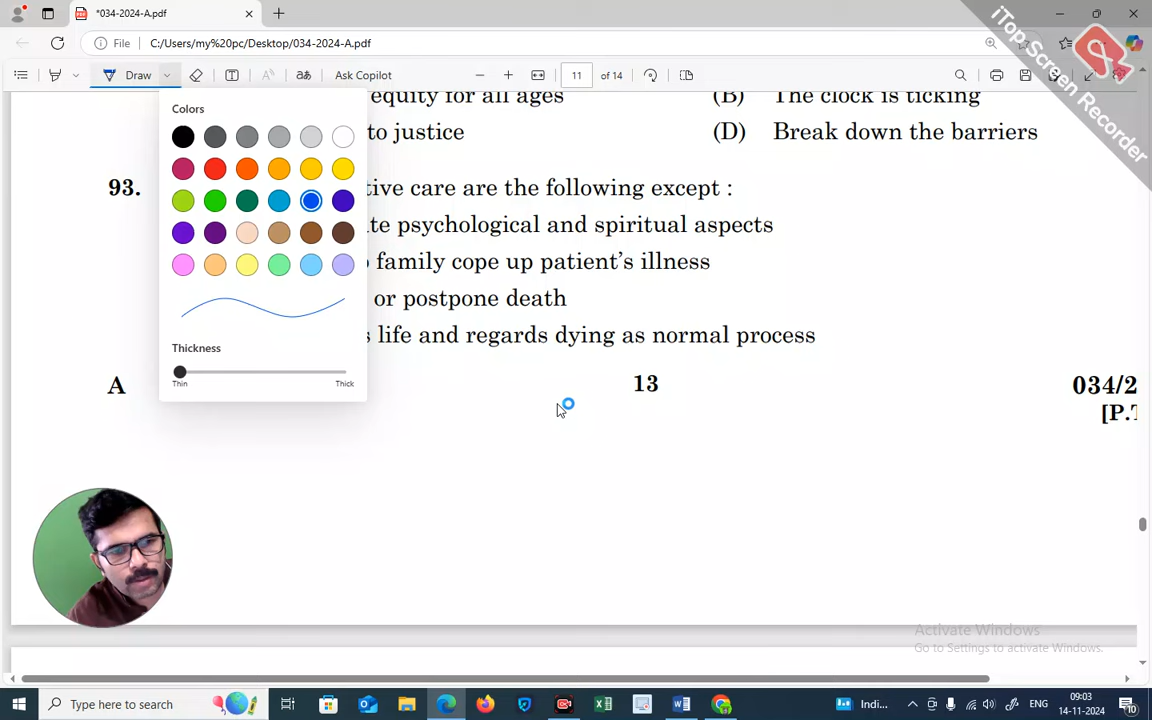 *034-2024-A.pdf
File C:/Users/my%20pc/Desktop/034-2024-A.pdf
iTop Screen Recorder
Draw Ask Copilot 11 of 14
equity for all ages (B) The clock is ticking
to justice (D) Break down the barriers
93. tive care are the following except :
te psychological and spiritual aspects
family cope up patient's illness
or postpone death
s life and regards dying as normal process
A 13 034/2
[P.T
Colors
Thickness
Thin Thick
Activate Windows
Go to Settings to activate Windows.
Type here to search Indi... ENG 09:03
14-11-2024 10